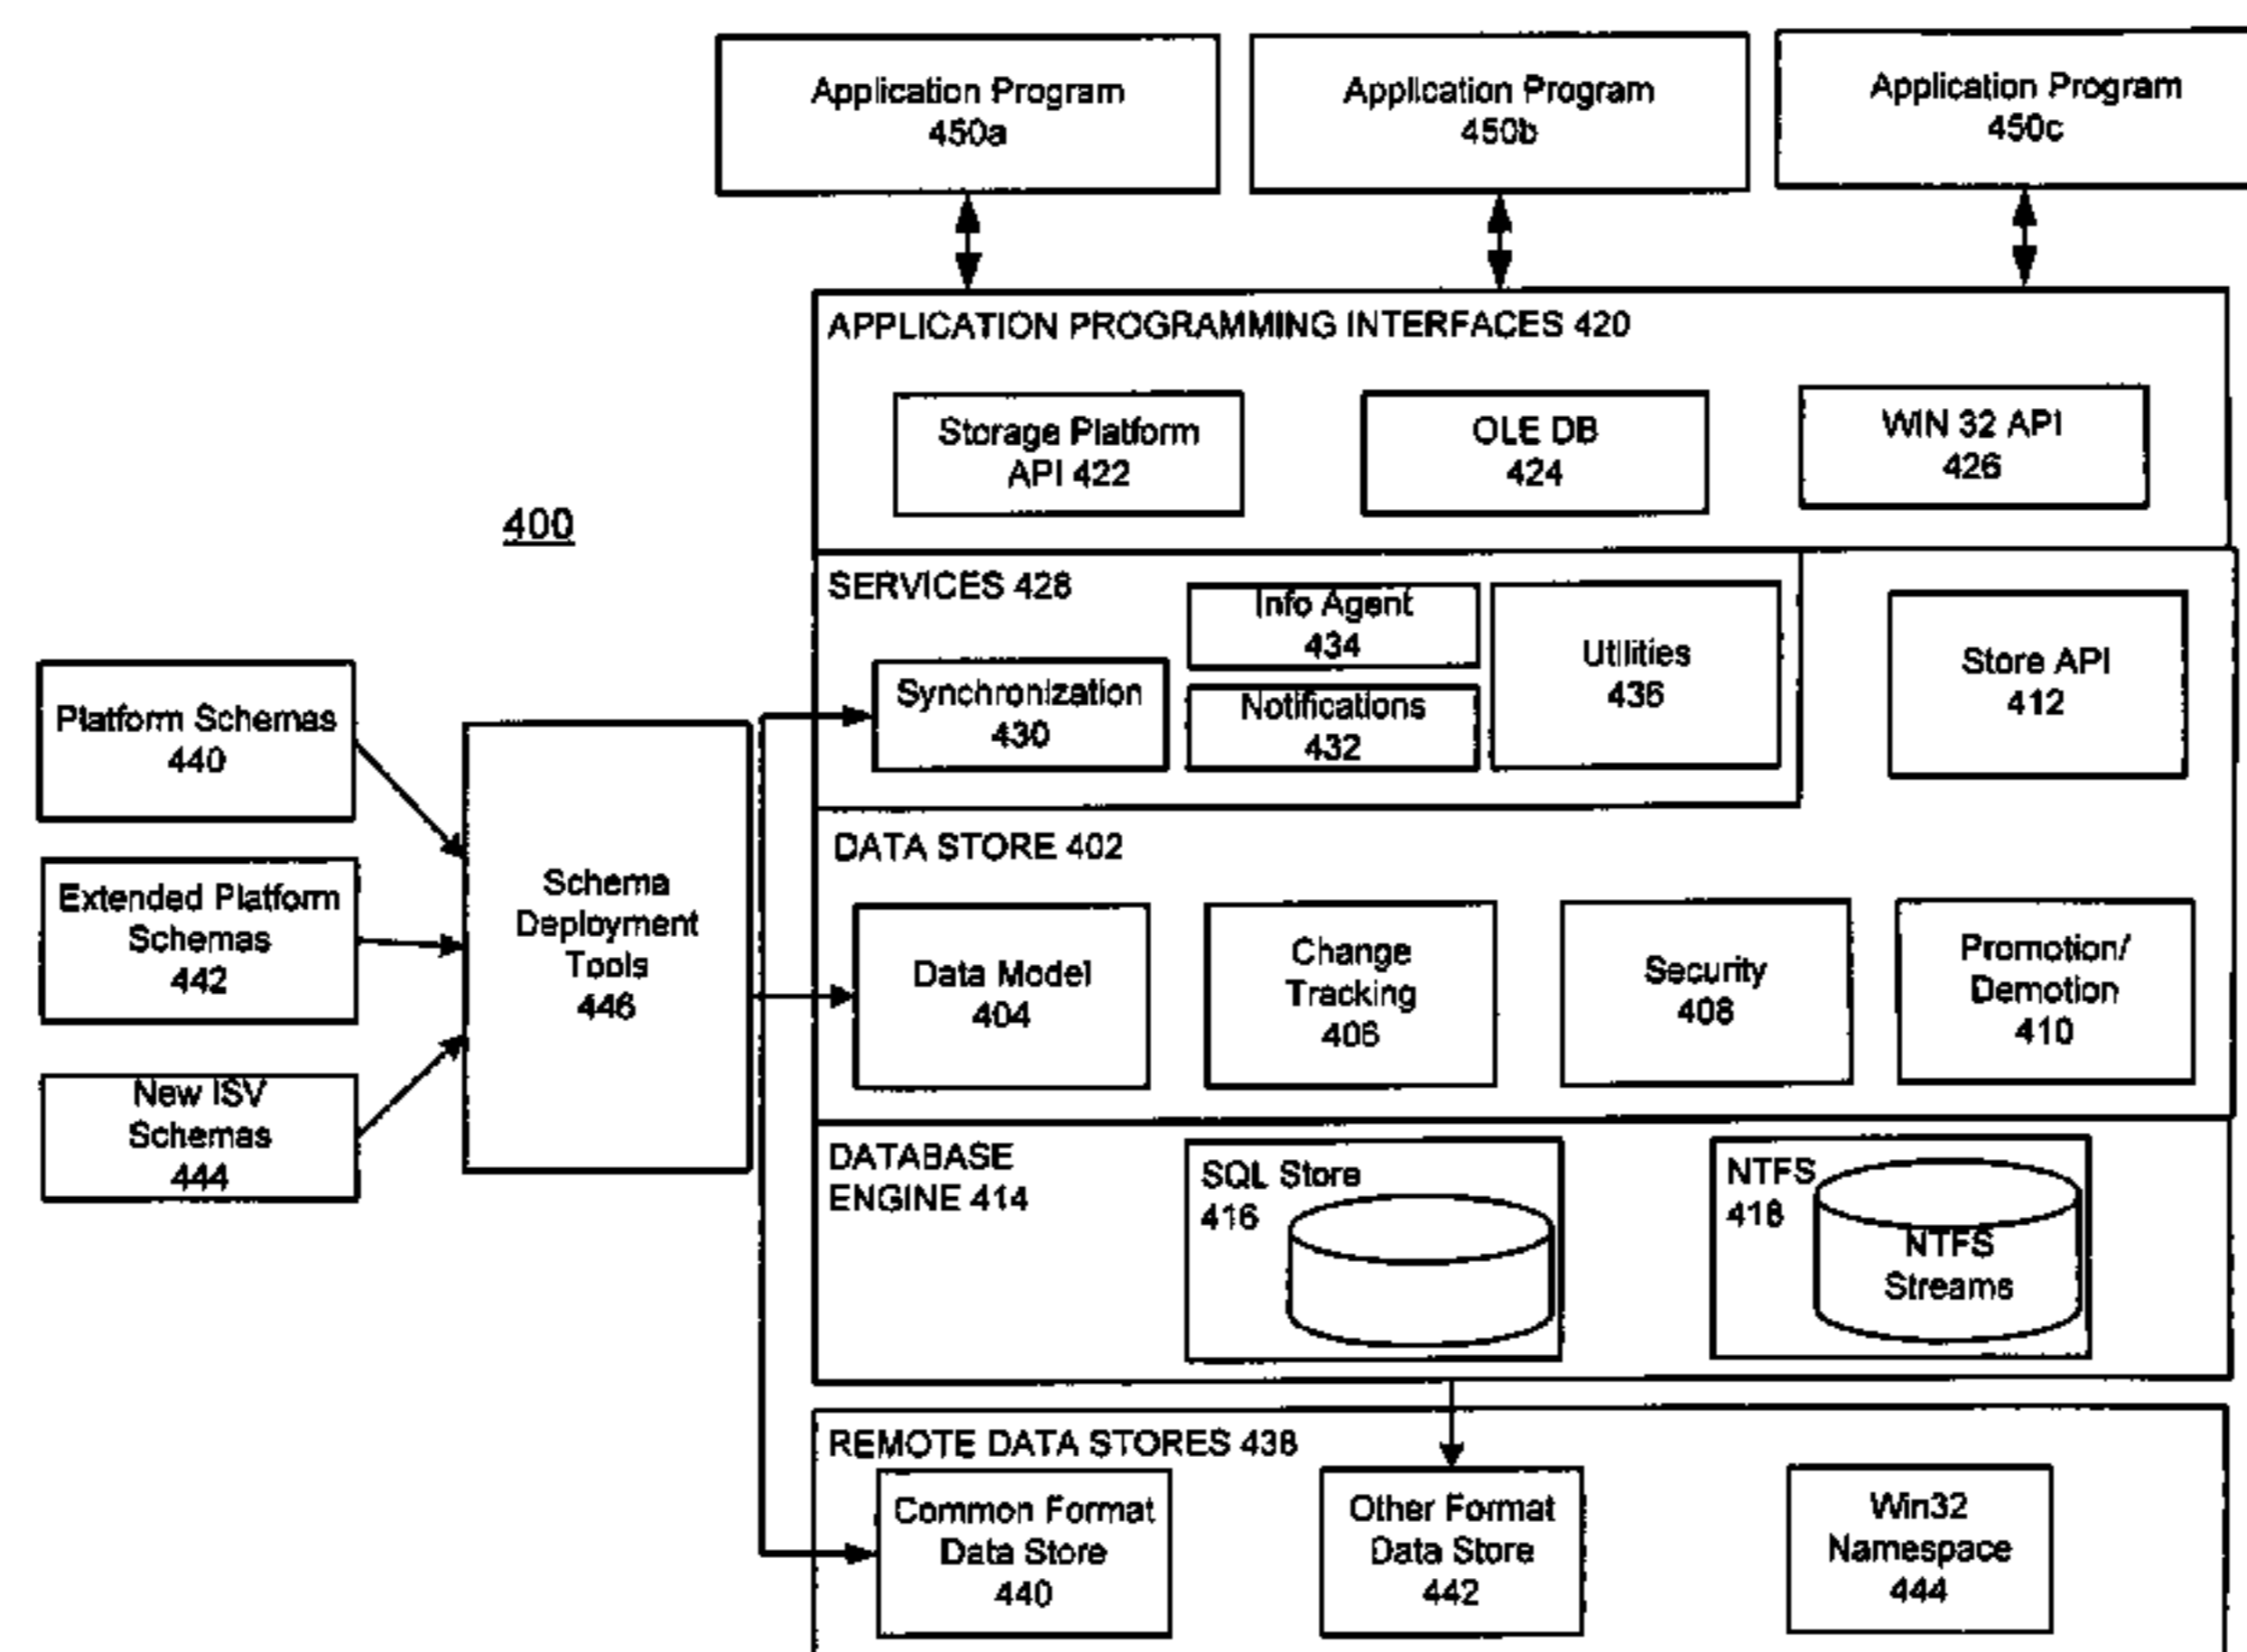 Application Program
450a
Application Program
450b
Application Program
450c
APPLICATION PROGRAMMING INTERFACES 420
Storage Platform
API 422
OLE DB
424
WIN 32 API
426
400
SERVICES 428
Info Agent
434
Utilities
436
Store API
412
Synchronization
430
Notifications
432
Platform Schemas
440
Extended Platform
Schemas
442
New ISV
Schemas
444
Schema
Deployment
Tools
446
DATA STORE 402
Data Model
404
Change
Tracking
406
Security
408
Promotion/
Demotion
410
DATABASE
ENGINE 414
SQL Store
416
NTFS
418
NTFS
Streams
REMOTE DATA STORES 438
Common Format
Data Store
440
Other Format
Data Store
442
Win32
Namespace
444